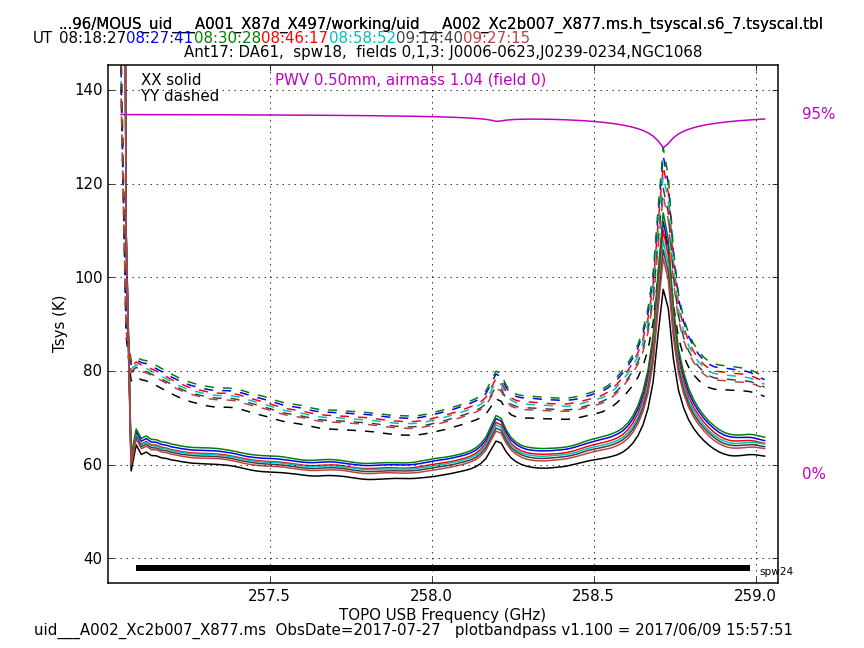 ...96/MOUS_uid___A001_X87d_X497/working/uid___A002_Xc2b007_X877.ms.h_tsyscal.s6_7.tsyscal.tbl
UT 08:18:27 08:27:41 08:30:28 08:46:17 08:58:52 09:14:40 09:27:15
Ant17: DA61, spw18, fields 0,1,3: J0006-0623,J0239-0234,NGC1068
XX solid
YY dashed
PWV 0.50mm, airmass 1.04 (field 0)
95%
0%
140
120
100
80
60
40
Tsys (K)
spw24
257.5 258.0 258.5 259.0
TOPO USB Frequency (GHz)
uid___A002_Xc2b007_X877.ms ObsDate=2017-07-27 plotbandpass v1.100 = 2017/06/09 15:57:51